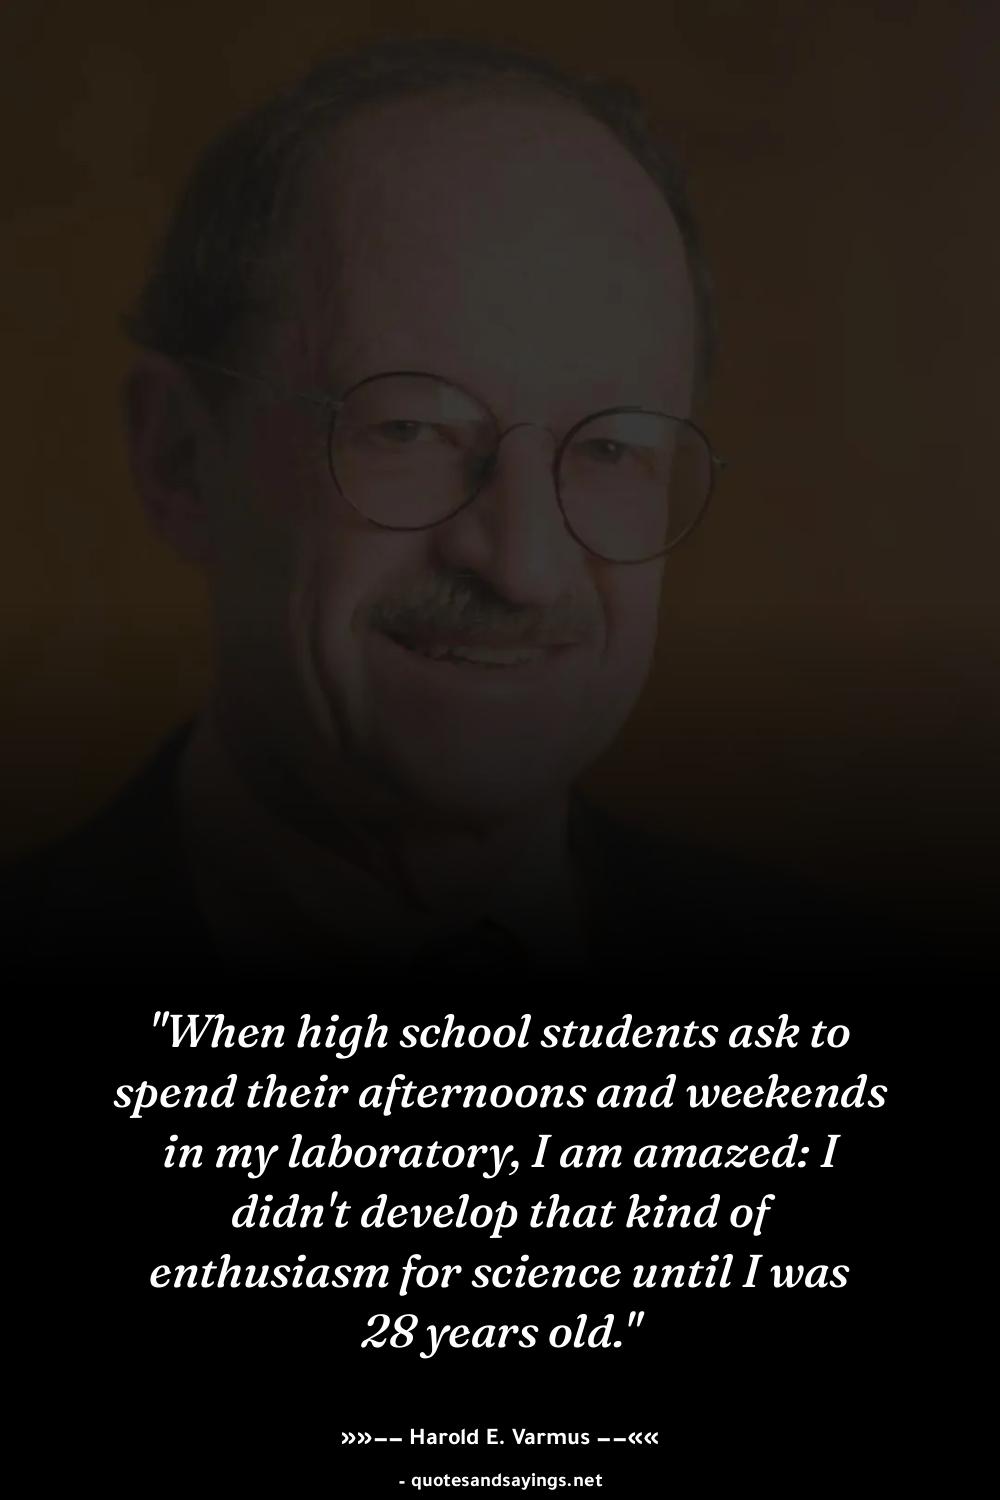 "When high school students ask to
spend their afternoons and weekends
in my laboratory, I am amazed: I
didn't develop that kind of
enthusiasm for science until I was
28 years old."
»»—— Harold E. Varmus ——««
- quotesandsayings.net